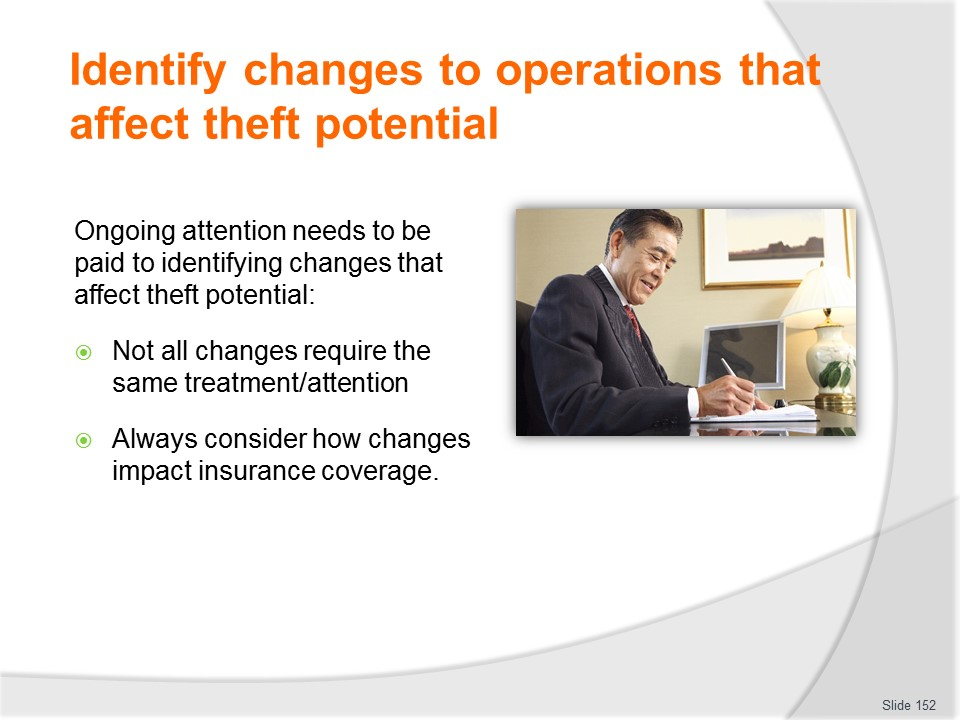 Identify changes to operations that
affect theft potential
Ongoing attention needs to be
paid to identifying changes that
affect theft potential:
Not all changes require the
same treatment/attention
Always consider how changes
impact insurance coverage.
Slide 152